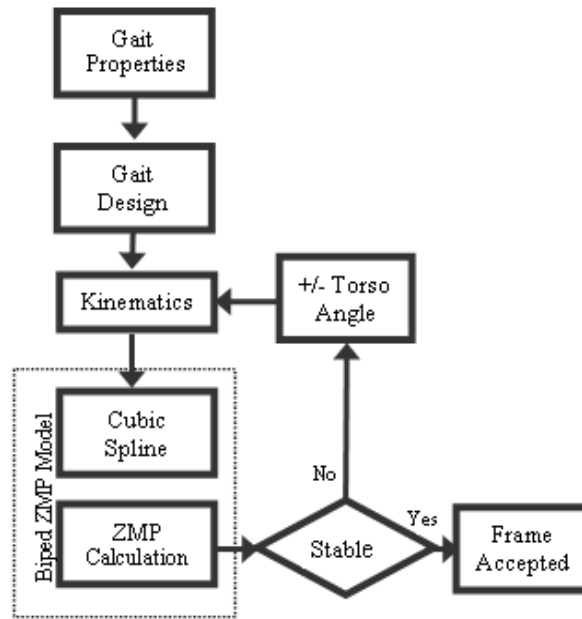 Gait
Properties
Gait
Design
Kinematics
+/- Torso
Angle
Biped ZMP Model
Cubic
Spline
ZMP
Calculation
Stable
No
Yes
Frame
Accepted